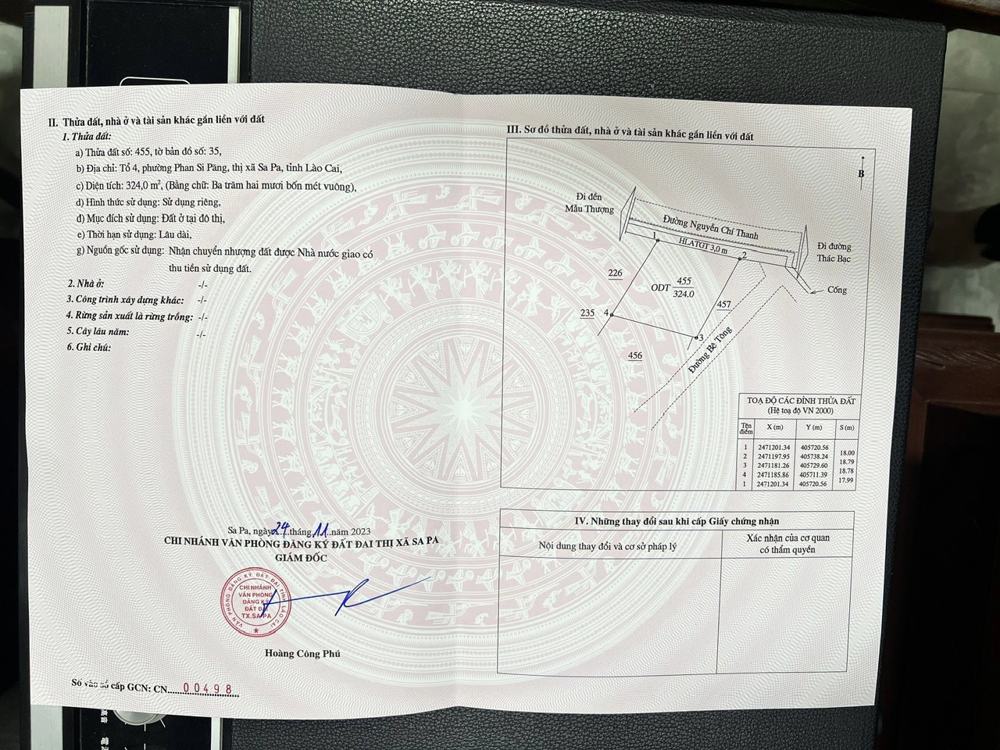 II. Thửa đất, nhà ở và tài sản khác gắn liền với đất
1. Thửa đất:
a) Thửa đất số: 455, tờ bản đồ số: 35,
b) Địa chỉ: Tổ 4, phường Phan Si Păng, thị xã Sa Pa, tỉnh Lào Cai,
c) Diện tích: 324,0 m², (Bằng chữ: Ba trăm hai mươi bốn mét vuông),
d) Hình thức sử dụng: Sử dụng riêng,
đ) Mục đích sử dụng: Đất ở tại đô thị,
e) Thời hạn sử dụng: Lâu dài,
g) Nguồn gốc sử dụng: Nhận chuyển nhượng đất được Nhà nước giao có
thu tiền sử dụng đất.
2. Nhà ở: -/-
3. Công trình xây dựng khác: -/-
4. Rừng sản xuất là rừng trồng: -/-
5. Cây lâu năm: -/-
6. Ghi chú:
Sa Pa, ngày 24 tháng 11 năm 2023
CHI NHÁNH VĂN PHÒNG ĐĂNG KÝ ĐẤT ĐAI THỊ XÃ SA PA
GIÁM ĐỐC
VĂN PHÒNG ĐĂNG KÝ ĐẤT ĐAI TỈNH LÀO CAI
CHI NHÁNH
VĂN PHÒNG
ĐĂNG KÝ
ĐẤT ĐAI
TX.SA PA
Hoàng Công Phú
Số vào sổ cấp GCN: CN 00498
III. Sơ đồ thửa đất, nhà ở và tài sản khác gắn liền với đất
B
Đi đền
Mẫu Thượng
Đường Nguyễn Chí Thanh
HLATGT 3,0 m
Đi đường
Thác Bạc
Cống
1
2
226
ODT 455
324.0
457
235 4
3
456
Đường Bê Tông
TOẠ ĐỘ CÁC ĐỈNH THỬA ĐẤT
(Hệ toạ độ VN 2000)
Tên điểm X (m) Y (m) S (m)
1 2471201.34 405720.56
18.00
2 2471197.95 405738.24
18.79
3 2471181.26 405729.60
18.78
4 2471185.86 405711.39
17.99
1 2471201.34 405720.56
IV. Những thay đổi sau khi cấp Giấy chứng nhận
Nội dung thay đổi và cơ sở pháp lý
Xác nhận của cơ quan
có thẩm quyền